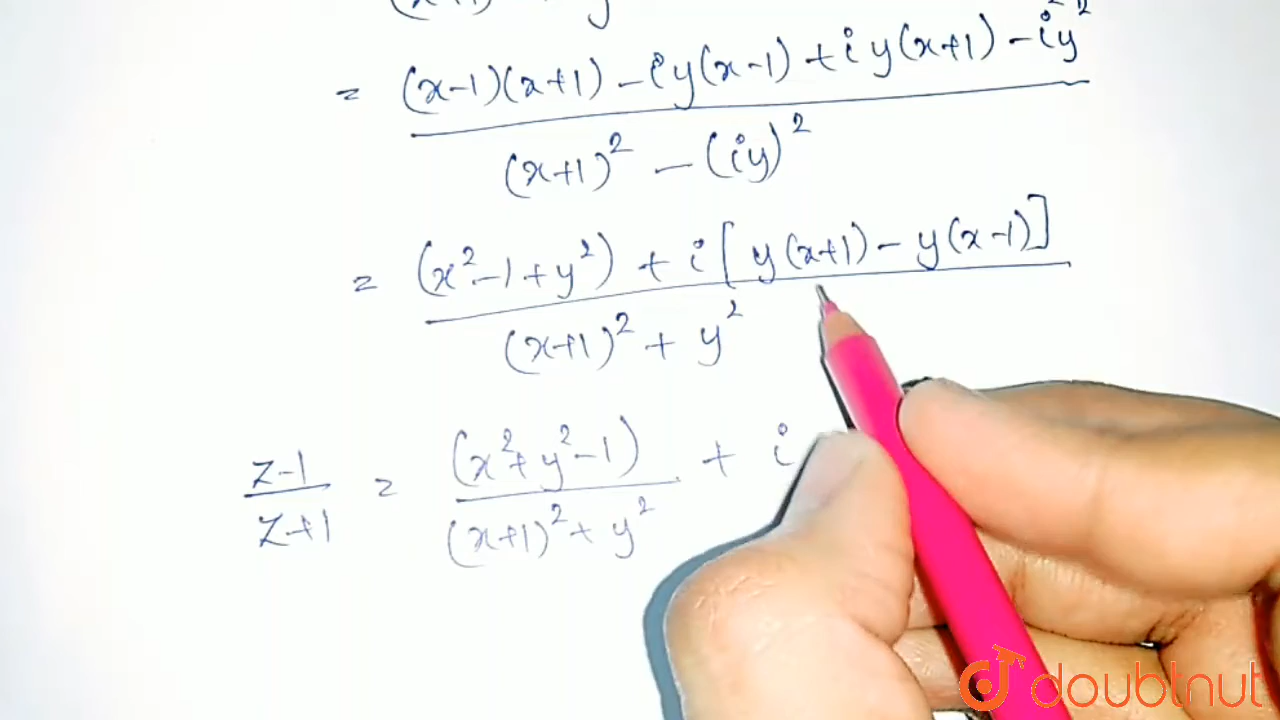 = (x-1)(x+1) - iy(x-1) + iy(x+1) - i²y²
(x+1)² - (iy)²
= (x²-1+y²) + i[y(x+1) - y(x-1)]
(x+1)² + y²
z-1 = (x²+y²-1) + i
z+1 (x+1)²+y²
doubtnut